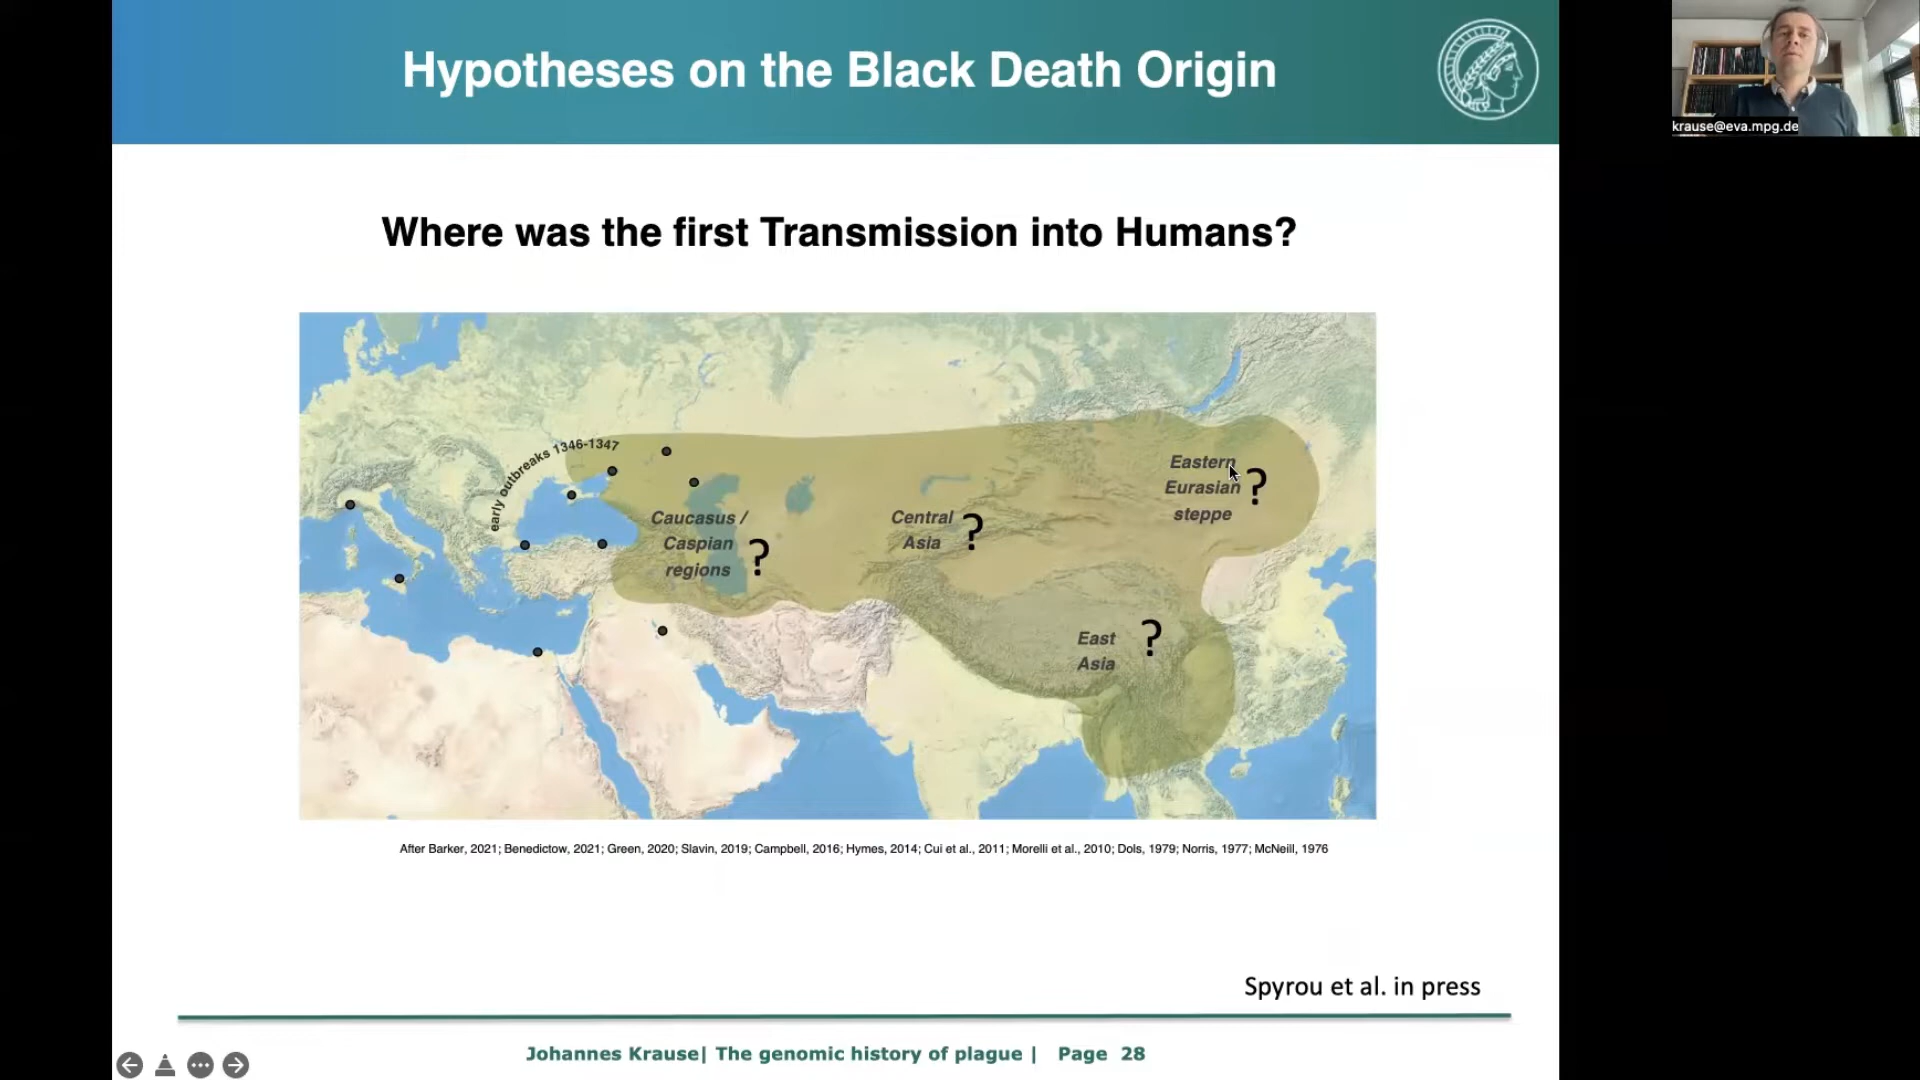 Hypotheses on the Black Death Origin
krause@eva.mpg.de
Where was the first Transmission into Humans?
early outbreaks 1346-1347
Eastern
Eurasian ?
steppe
Caucasus /
Caspian
regions ?
Central
Asia ?
East
Asia ?
After Barker, 2021; Benedictow, 2021; Green, 2020; Slavin, 2019; Campbell, 2016; Hymes, 2014; Cui et al., 2011; Morelli et al., 2010; Dols, 1979; Norris, 1977; McNeill, 1976
Spyrou et al. in press
Johannes Krause| The genomic history of plague | Page 28